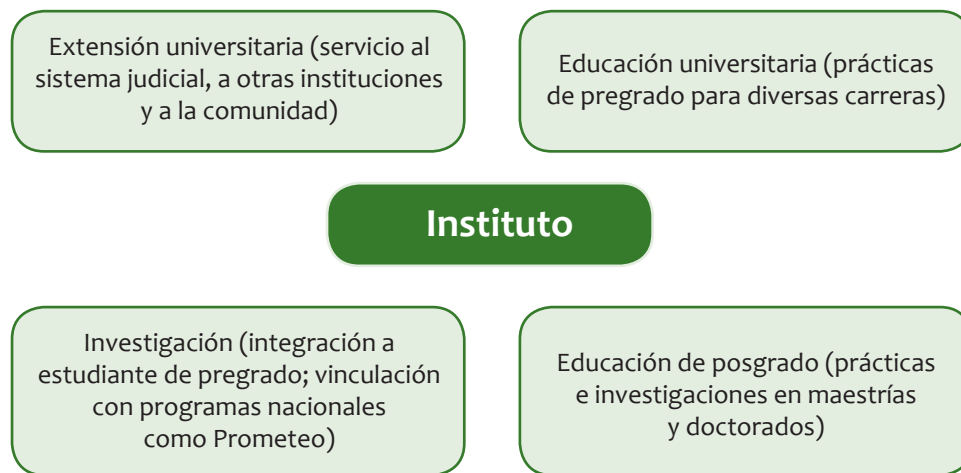 Extensión universitaria (servicio al
sistema judicial, a otras instituciones
y a la comunidad)
Educación universitaria (prácticas
de pregrado para diversas carreras)
Instituto
Investigación (integración a
estudiante de pregrado; vinculación
con programas nacionales
como Prometeo)
Educación de posgrado (prácticas
e investigaciones en maestrías
y doctorados)